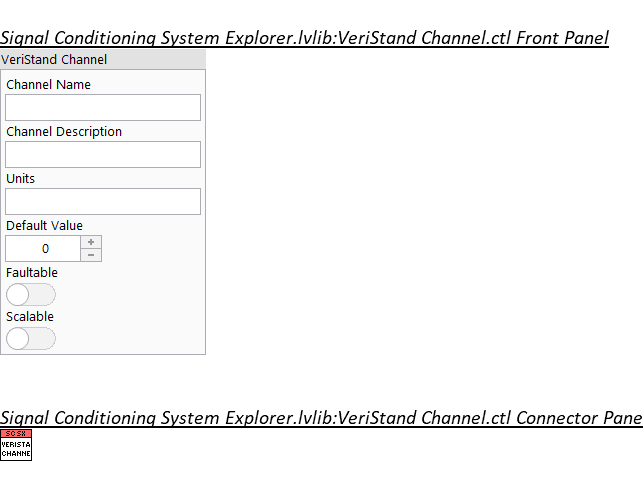 Signal Conditioning System Explorer.lvlib:VeriStand Channel.ctl Front Panel
VeriStand Channel
Channel Name
Channel Description
Units
Default Value
0
Faultable
Scalable
Signal Conditioning System Explorer.lvlib:VeriStand Channel.ctl Connector Pane
SCSX
VERISTA
CHANNE